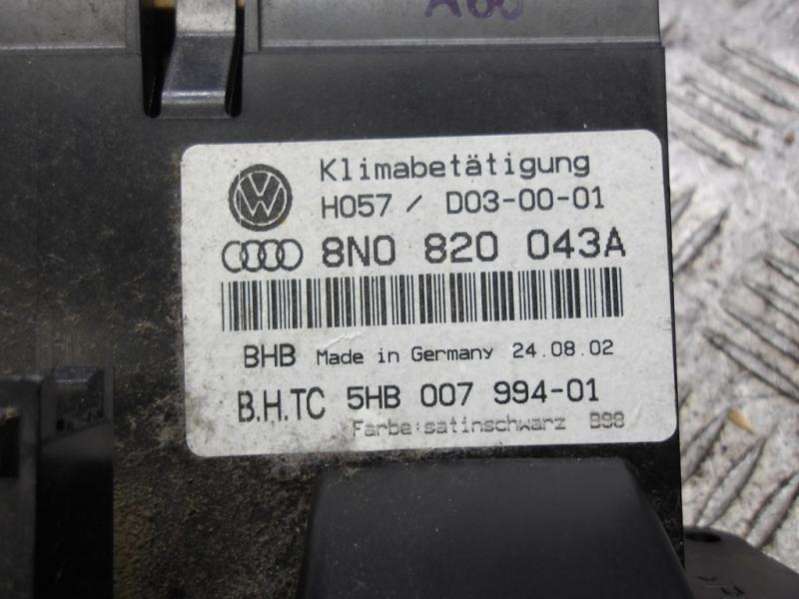 A60
Klimabetätigung
H057 / D03-00-01
8N0 820 043A
BHB Made in Germany 24.08.02
B.H.TC 5HB 007 994-01
Farbe:satinschwarz B98